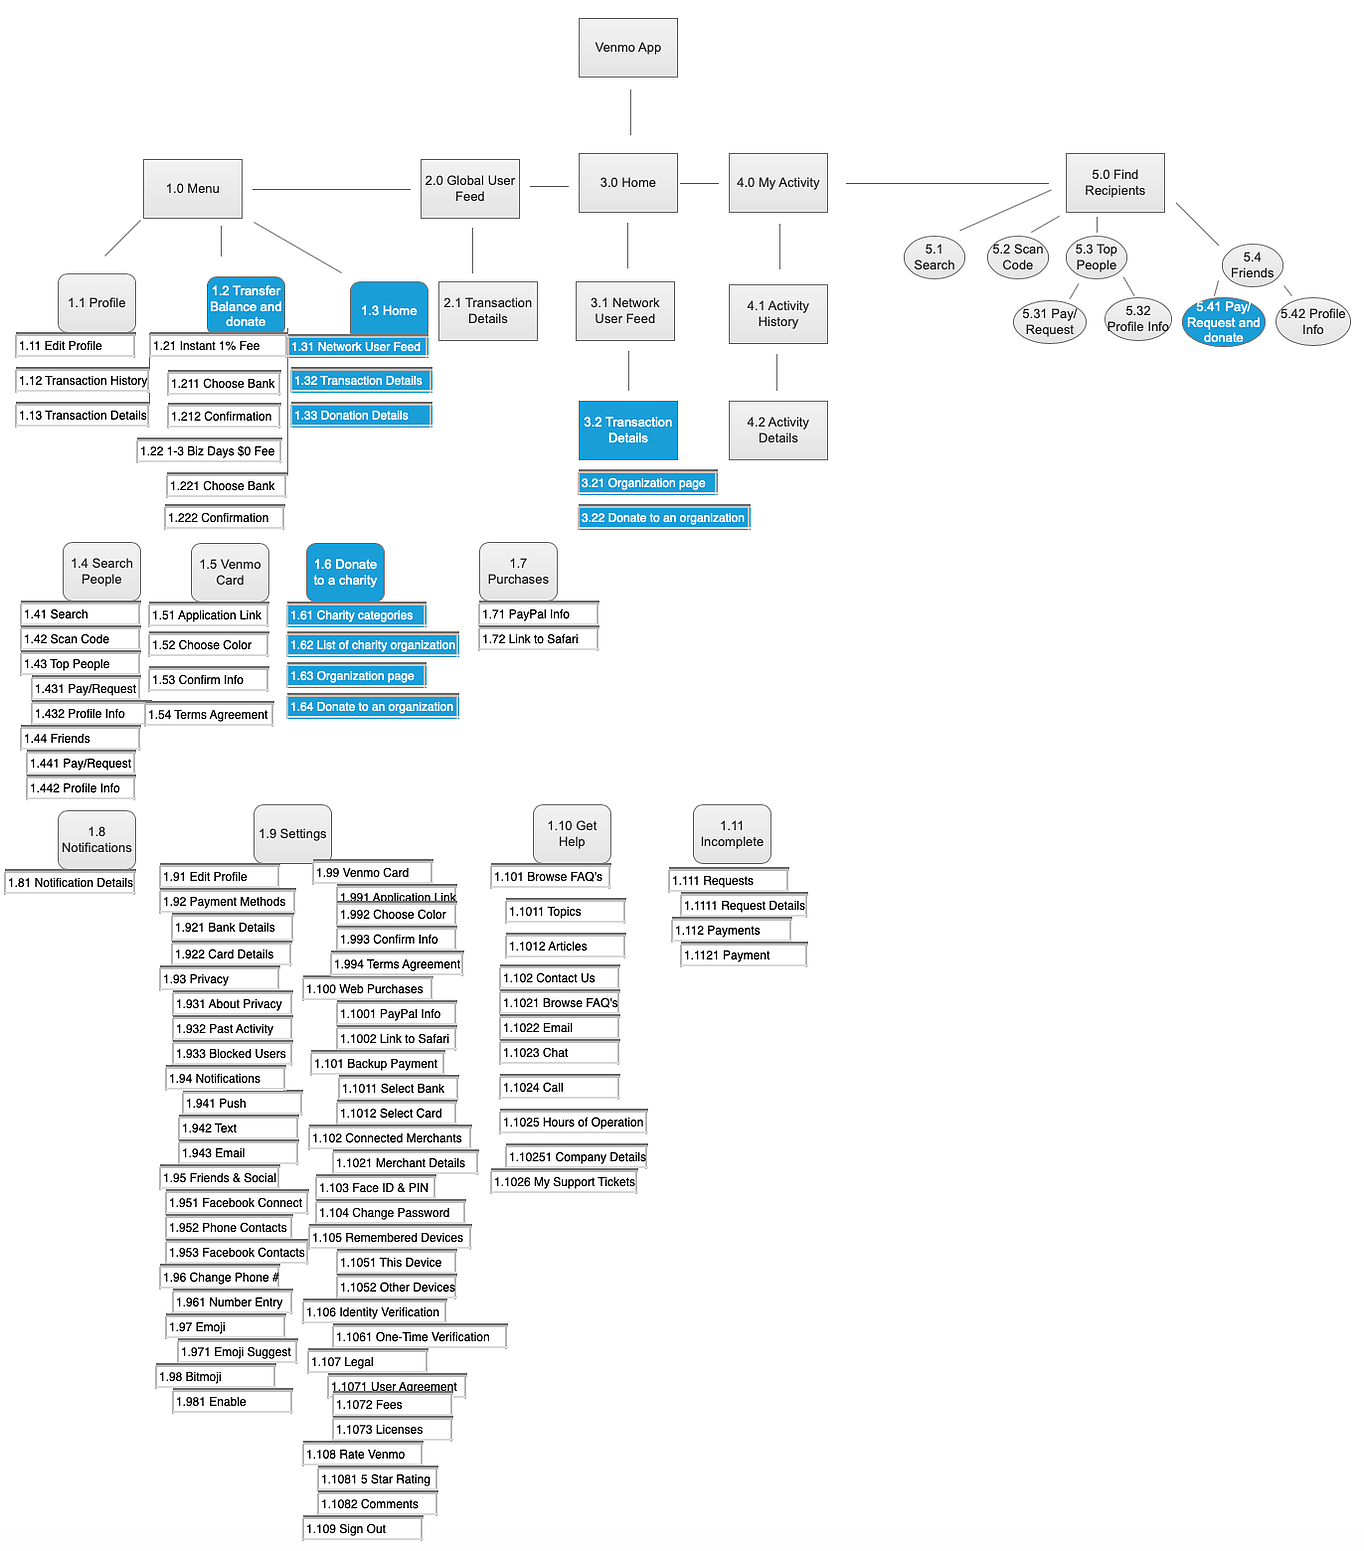 Venmo App
1.0 Menu
2.0 Global User
Feed
3.0 Home
4.0 My Activity
5.0 Find
Recipients
5.1
Search
5.2 Scan
Code
5.3 Top
People
5.4
Friends
5.31 Pay/
Request
5.32
Profile Info
5.41 Pay/
Request and
donate
5.42 Profile
Info
1.1 Profile
1.2 Transfer
Balance and
donate
1.3 Home
2.1 Transaction
Details
3.1 Network
User Feed
4.1 Activity
History
1.11 Edit Profile
1.12 Transaction History
1.13 Transaction Details
1.21 Instant 1% Fee
1.211 Choose Bank
1.212 Confirmation
1.22 1-3 Biz Days $0 Fee
1.221 Choose Bank
1.222 Confirmation
1.31 Network User Feed
1.32 Transaction Details
1.33 Donation Details
3.2 Transaction
Details
3.21 Organization page
3.22 Donate to an organization
4.2 Activity
Details
1.4 Search
People
1.41 Search
1.42 Scan Code
1.43 Top People
1.431 Pay/Request
1.432 Profile Info
1.44 Friends
1.441 Pay/Request
1.442 Profile Info
1.5 Venmo
Card
1.51 Application Link
1.52 Choose Color
1.53 Confirm Info
1.54 Terms Agreement
1.6 Donate
to a charity
1.61 Charity categories
1.62 List of charity organization
1.63 Organization page
1.64 Donate to an organization
1.7
Purchases
1.71 PayPal Info
1.72 Link to Safari
1.8
Notifications
1.81 Notification Details
1.9 Settings
1.91 Edit Profile
1.92 Payment Methods
1.921 Bank Details
1.922 Card Details
1.93 Privacy
1.931 About Privacy
1.932 Past Activity
1.933 Blocked Users
1.94 Notifications
1.941 Push
1.942 Text
1.943 Email
1.95 Friends & Social
1.951 Facebook Connect
1.952 Phone Contacts
1.953 Facebook Contacts
1.96 Change Phone #
1.961 Number Entry
1.97 Emoji
1.971 Emoji Suggest
1.98 Bitmoji
1.981 Enable
1.99 Venmo Card
1.991 Application Link
1.992 Choose Color
1.993 Confirm Info
1.994 Terms Agreement
1.100 Web Purchases
1.1001 PayPal Info
1.1002 Link to Safari
1.101 Backup Payment
1.1011 Select Bank
1.1012 Select Card
1.102 Connected Merchants
1.1021 Merchant Details
1.103 Face ID & PIN
1.104 Change Password
1.105 Remembered Devices
1.1051 This Device
1.1052 Other Devices
1.106 Identity Verification
1.1061 One-Time Verification
1.107 Legal
1.1071 User Agreement
1.1072 Fees
1.1073 Licenses
1.108 Rate Venmo
1.1081 5 Star Rating
1.1082 Comments
1.109 Sign Out
1.10 Get
Help
1.101 Browse FAQ's
1.1011 Topics
1.1012 Articles
1.102 Contact Us
1.1021 Browse FAQ's
1.1022 Email
1.1023 Chat
1.1024 Call
1.1025 Hours of Operation
1.10251 Company Details
1.1026 My Support Tickets
1.11
Incomplete
1.111 Requests
1.1111 Request Details
1.112 Payments
1.1121 Payment